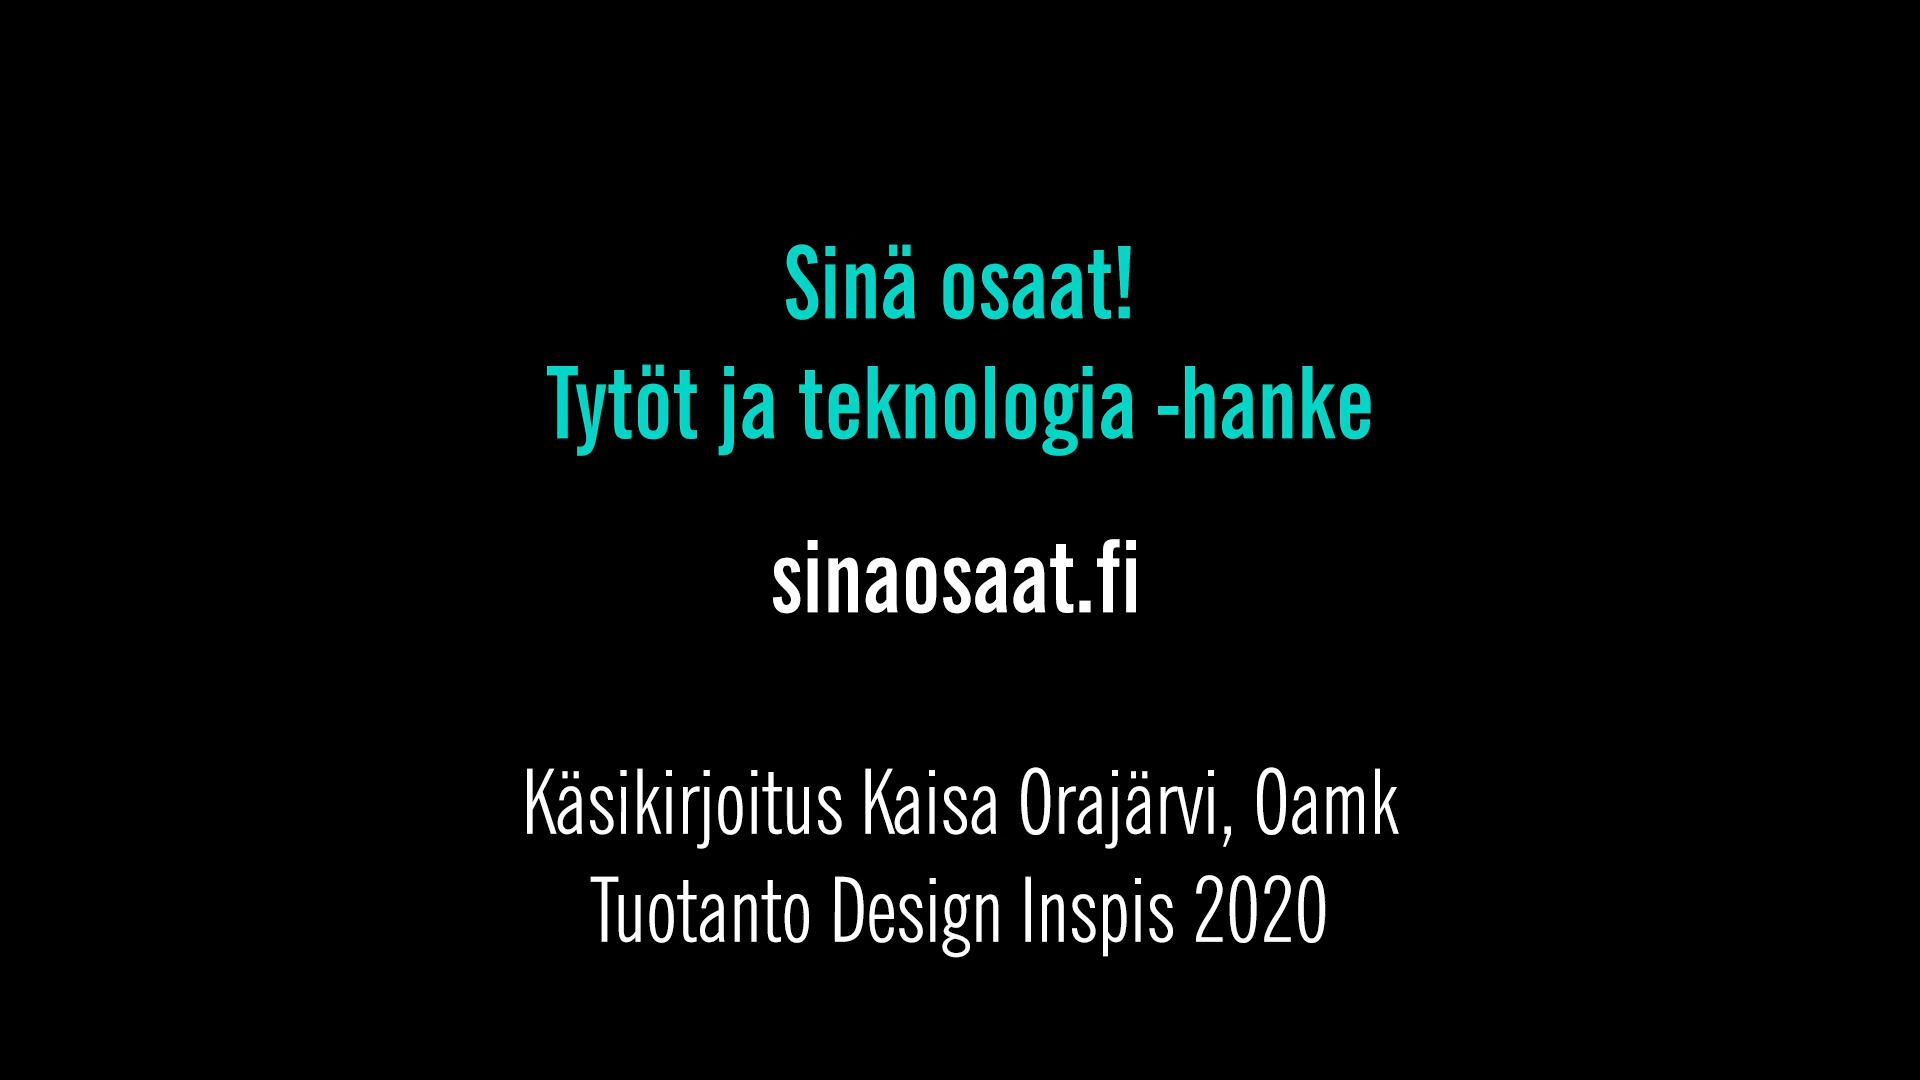 Sinä osaat!
Tytöt ja teknologia -hanke
sinaosaat.fi
Käsikirjoitus Kaisa Orajärvi, Oamk
Tuotanto Design Inspis 2020